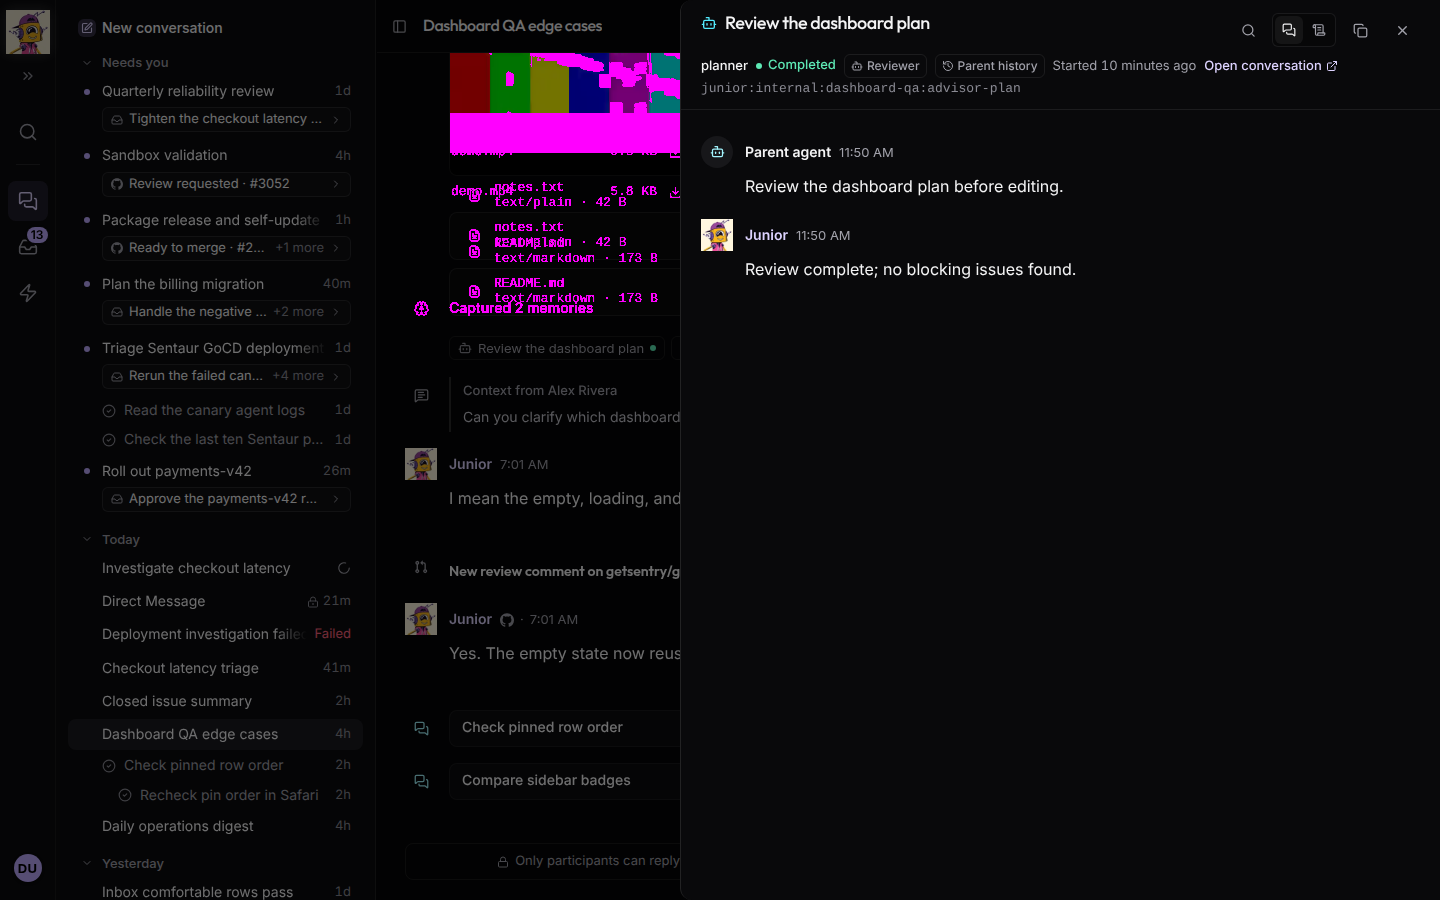 New conversation
Needs you
Quarterly reliability review 1d
Tighten the checkout latency ...
Sandbox validation 4h
Review requested · #3052
Package release and self-update 1h
Ready to merge · #2... +1 more
Plan the billing migration 40m
Handle the negative ... +2 more
Triage Sentaur GoCD deployment 1d
Rerun the failed can... +4 more
Read the canary agent logs 1d
Check the last ten Sentaur p... 1d
Roll out payments-v42 26m
Approve the payments-v42 r...
Today
Investigate checkout latency
Direct Message 21m
Deployment investigation failed Failed
Checkout latency triage 41m
Closed issue summary 2h
Dashboard QA edge cases 4h
Check pinned row order 2h
Recheck pin order in Safari 2h
Daily operations digest 4h
Yesterday
Inbox comfortable rows pass 1d
13
DU
Dashboard QA edge cases
demo.mp4 5.8 KB
notes.txt
text/plain · 42 B
notes.txt
README.md
text/markdown · 173 B
README.md
text/markdown · 173 B
Captured 2 memories
Review the dashboard plan
Context from Alex Rivera
Can you clarify which dashboard
Junior 7:01 AM
I mean the empty, loading, and
New review comment on getsentry/g
Junior · 7:01 AM
Yes. The empty state now reus
Check pinned row order
Compare sidebar badges
Only participants can reply
Review the dashboard plan
planner Completed Reviewer Parent history Started 10 minutes ago Open conversation
junior:internal:dashboard-qa:advisor-plan
Parent agent 11:50 AM
Review the dashboard plan before editing.
Junior 11:50 AM
Review complete; no blocking issues found.